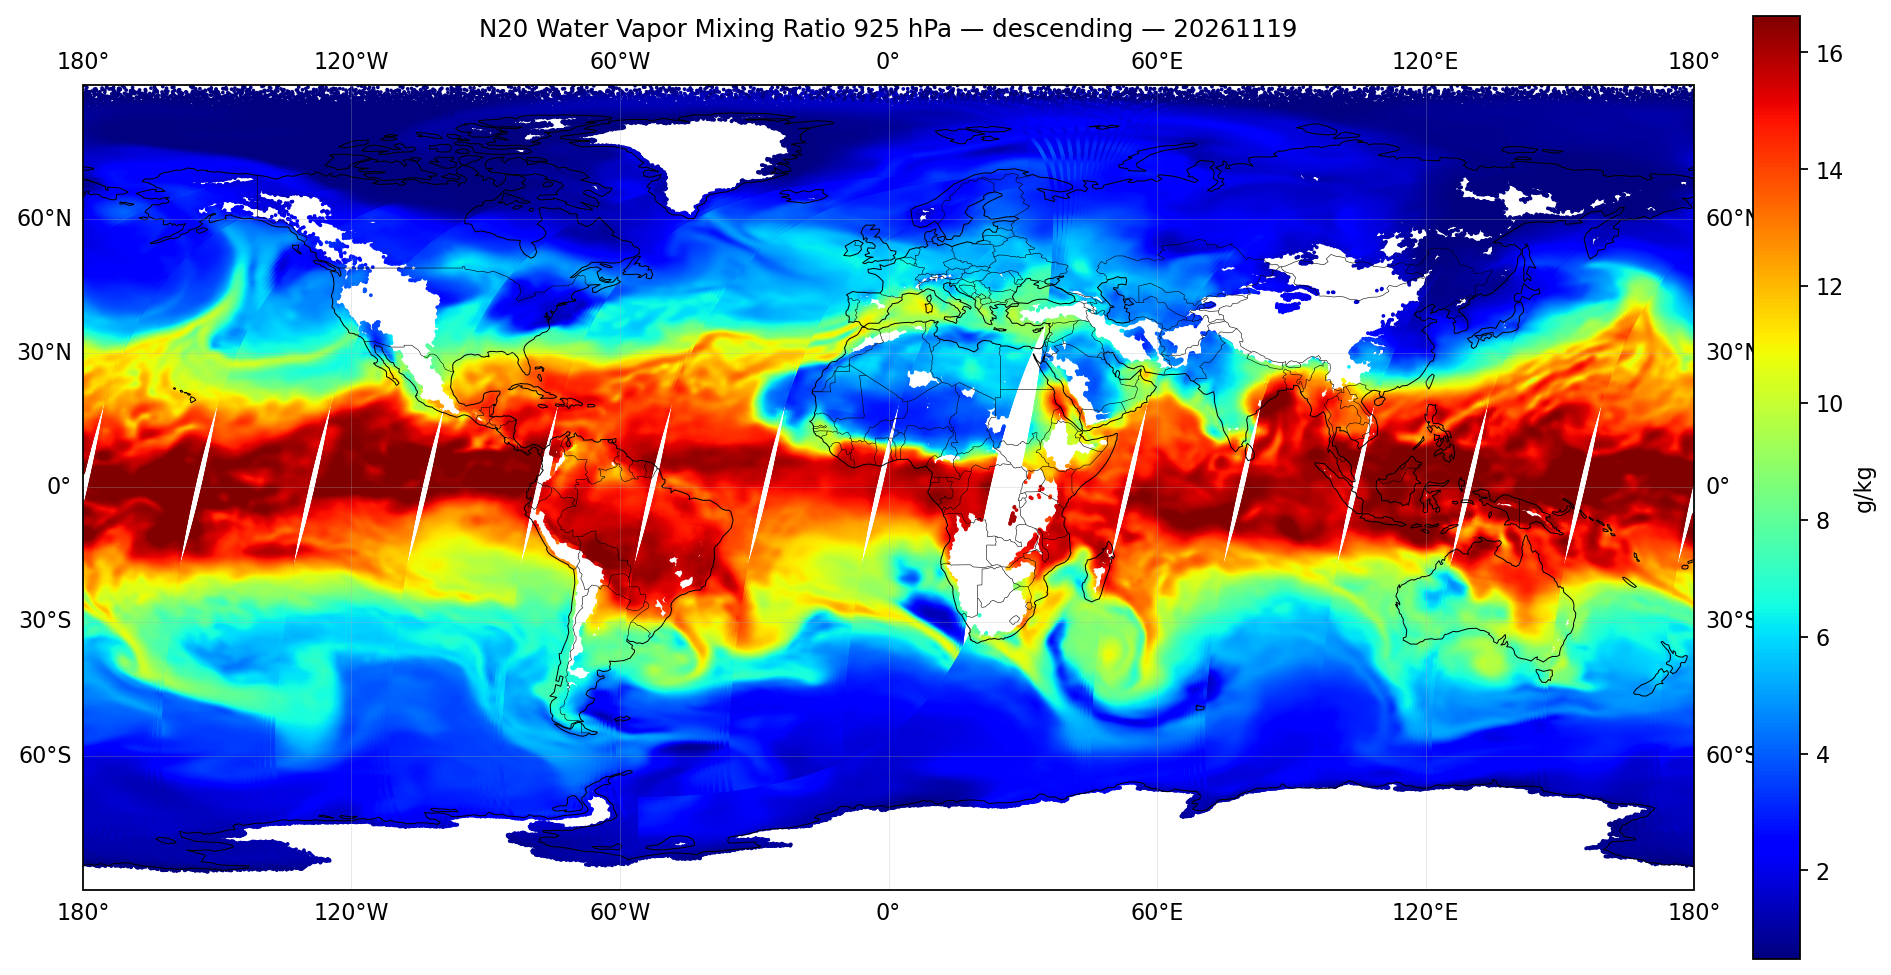 N20 Water Vapor Mixing Ratio 925 hPa — descending — 20261119
180° 120°W 60°W 0° 60°E 120°E 180°
60°N 60°N
30°N 30°N
0° 0°
30°S 30°S
60°S 60°S
180° 120°W 60°W 0° 60°E 120°E 180°
16
14
12
10
8
6
4
2
g/kg